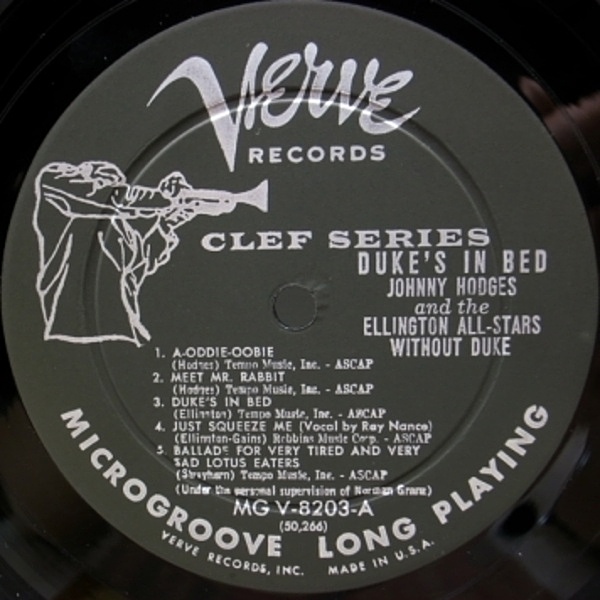 Verve
RECORDS
CLEF SERIES
DUKE'S IN BED
JOHNNY HODGES
and the
ELLINGTON ALL-STARS
WITHOUT DUKE
1. A-ODDIE-OOBIE
(Hodges) Tempo Music, Inc. - ASCAP
2. MEET MR. RABBIT
(Hodges) Tempo Music, Inc. - ASCAP
3. DUKE'S IN BED
(Ellington) Tempo Music, Inc. - ASCAP
4. JUST SQUEEZE ME (Vocal by Ray Nance)
(Ellington-Gains) Robbins Music Corp. - ASCAP
5. BALLADE FOR VERY TIRED AND VERY
SAD LOTUS EATERS
(Strayhorn) Tempo Music, Inc. - ASCAP
(Under the personal supervision of Norman Granz)
MG V-8203-A
(50,266)
MICROGROOVE LONG PLAYING
VERVE RECORDS, INC. MADE IN U.S.A.